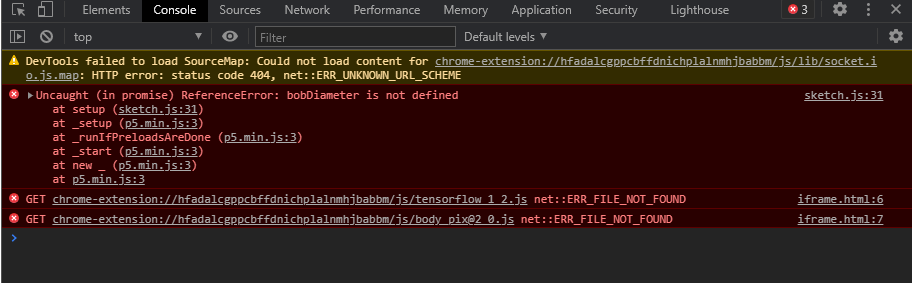 Elements Console Sources Network Performance Memory Application Security Lighthouse 3
top Filter Default levels
DevTools failed to load SourceMap: Could not load content for chrome-extension://hfadalcgppcbffdnichplalnmhjbabbm/js/lib/socket.i
o.js.map: HTTP error: status code 404, net::ERR_UNKNOWN_URL_SCHEME
Uncaught (in promise) ReferenceError: bobDiameter is not defined sketch.js:31
at setup (sketch.js:31)
at _setup (p5.min.js:3)
at _runIfPreloadsAreDone (p5.min.js:3)
at _start (p5.min.js:3)
at new _ (p5.min.js:3)
at p5.min.js:3
GET chrome-extension://hfadalcgppcbffdnichplalnmhjbabbm/js/tensorflow_1_2.js net::ERR_FILE_NOT_FOUND iframe.html:6
GET chrome-extension://hfadalcgppcbffdnichplalnmhjbabbm/js/body_pix@2_0.js net::ERR_FILE_NOT_FOUND iframe.html:7